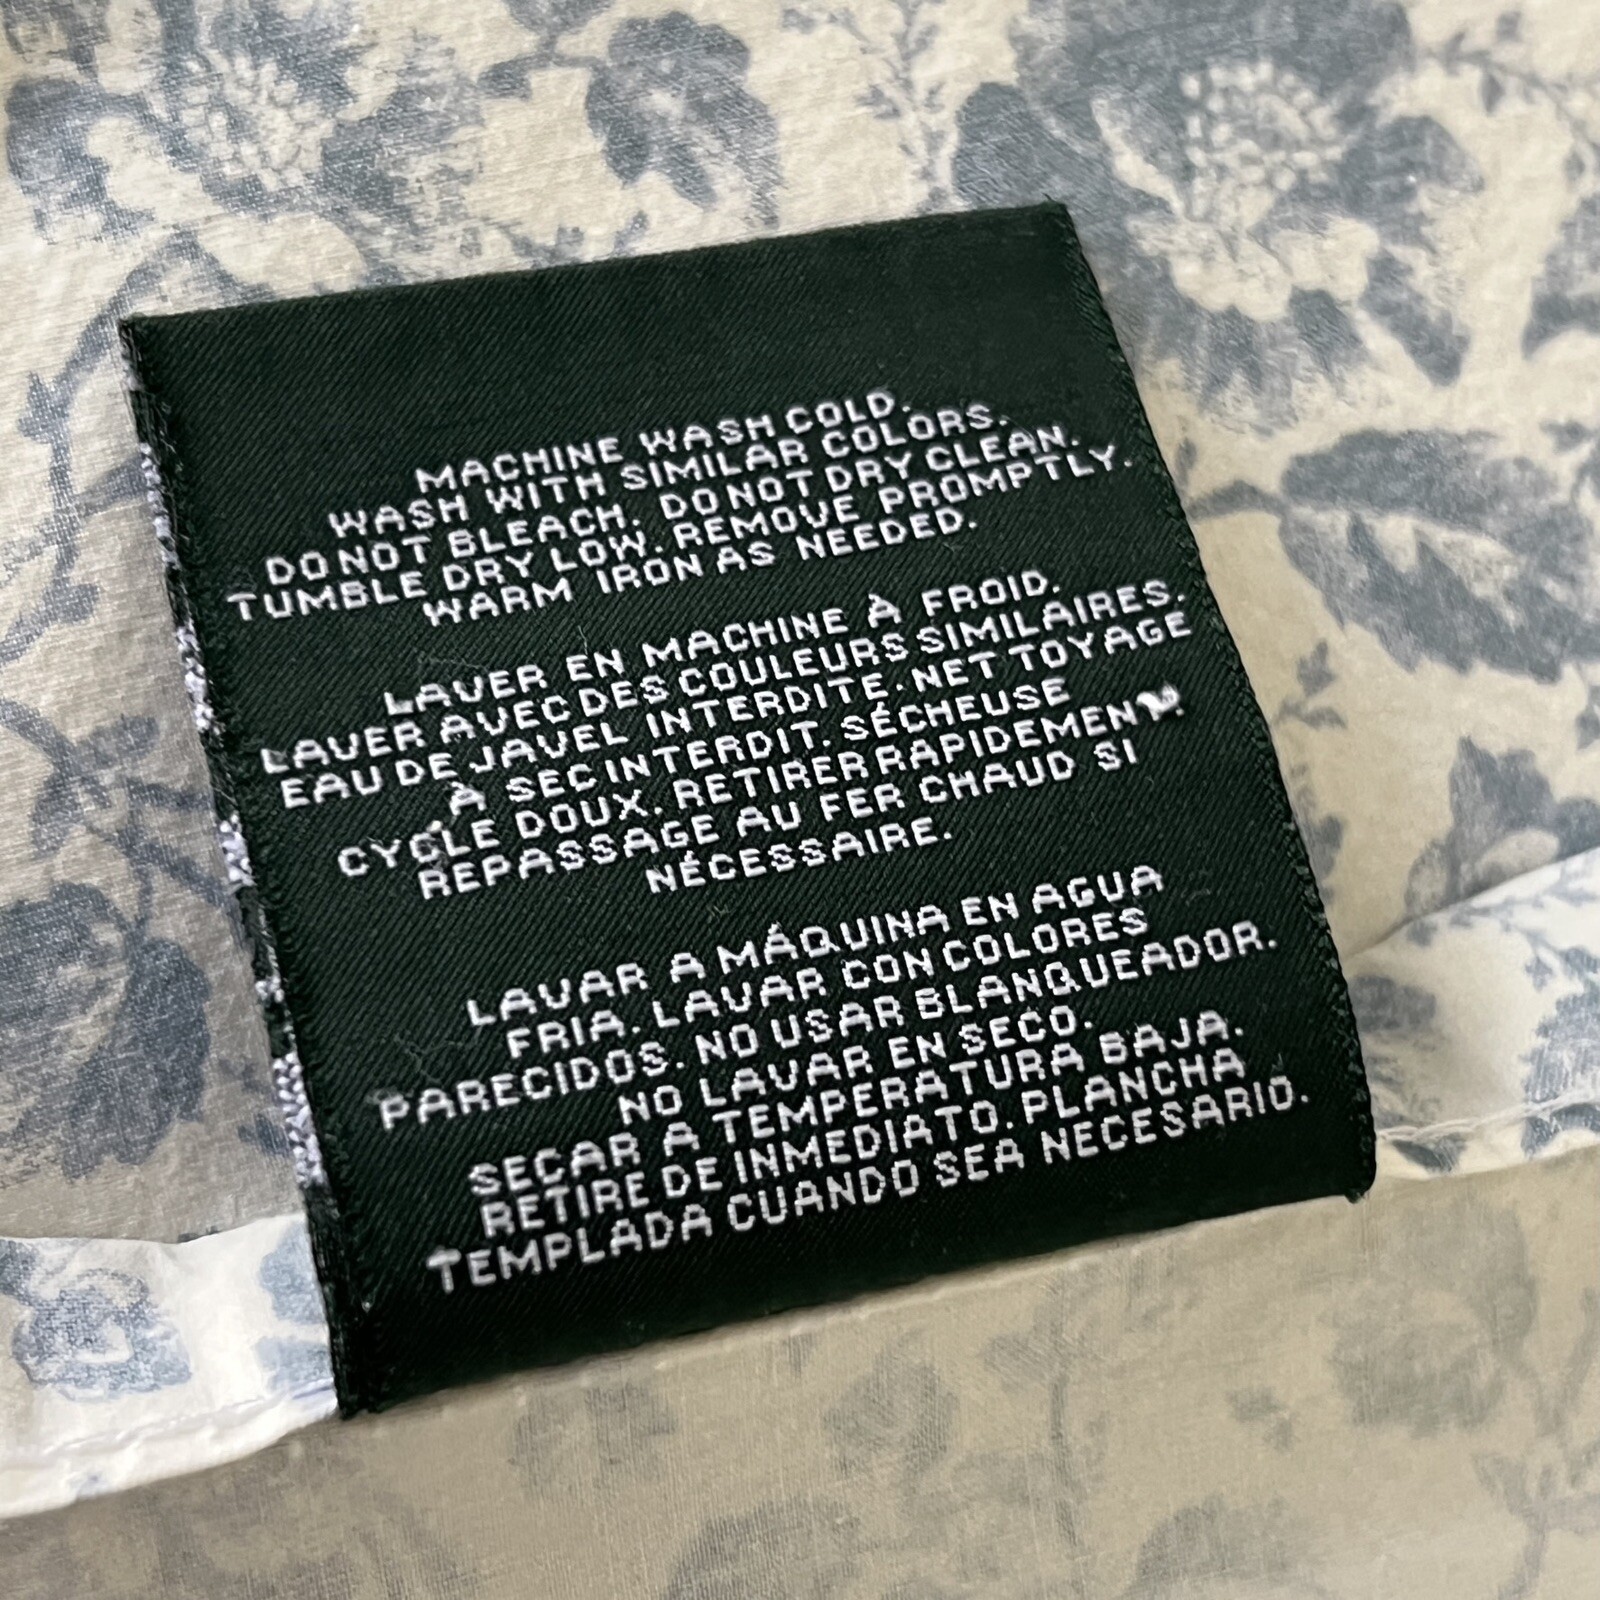 MACHINE WASH COLD.
WASH WITH SIMILAR COLORS.
DO NOT BLEACH. DO NOT DRY CLEAN.
TUMBLE DRY LOW. REMOVE PROMPTLY.
WARM IRON AS NEEDED.
LAVER EN MACHINE À FROID.
LAVER AVEC DES COULEURS SIMILAIRES.
EAU DE JAVEL INTERDITE. NETTOYAGE
À SEC INTERDIT. SÉCHEUSE
CYCLE DOUX. RETIRER RAPIDEMENT.
REPASSAGE AU FER CHAUD SI
NÉCESSAIRE.
LAVAR A MÁQUINA EN AGUA
FRIA. LAVAR CON COLORES
PARECIDOS. NO USAR BLANQUEADOR.
NO LAVAR EN SECO.
SECAR A TEMPERATURA BAJA.
RETIRE DE INMEDIATO. PLANCHA
TEMPLADA CUANDO SEA NECESARIO.